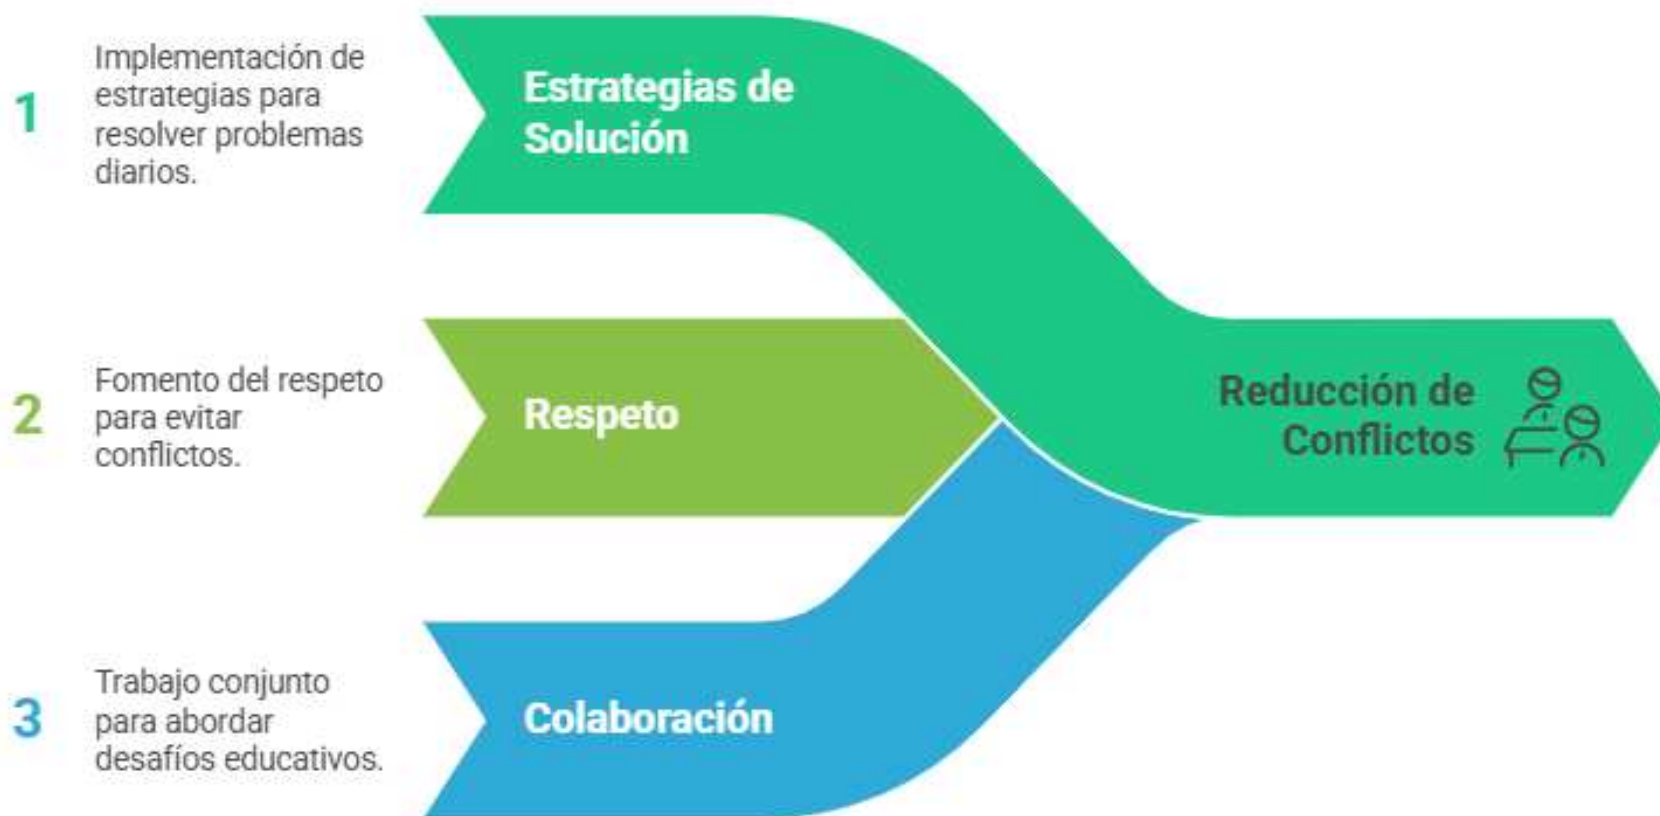 1
Implementación de
estrategias para
resolver problemas
diarios.
Estrategias de
Solución
2
Fomento del respeto
para evitar
conflictos.
Respeto
Reducción de
Conflictos
3
Trabajo conjunto
para abordar
desafíos educativos.
Colaboración